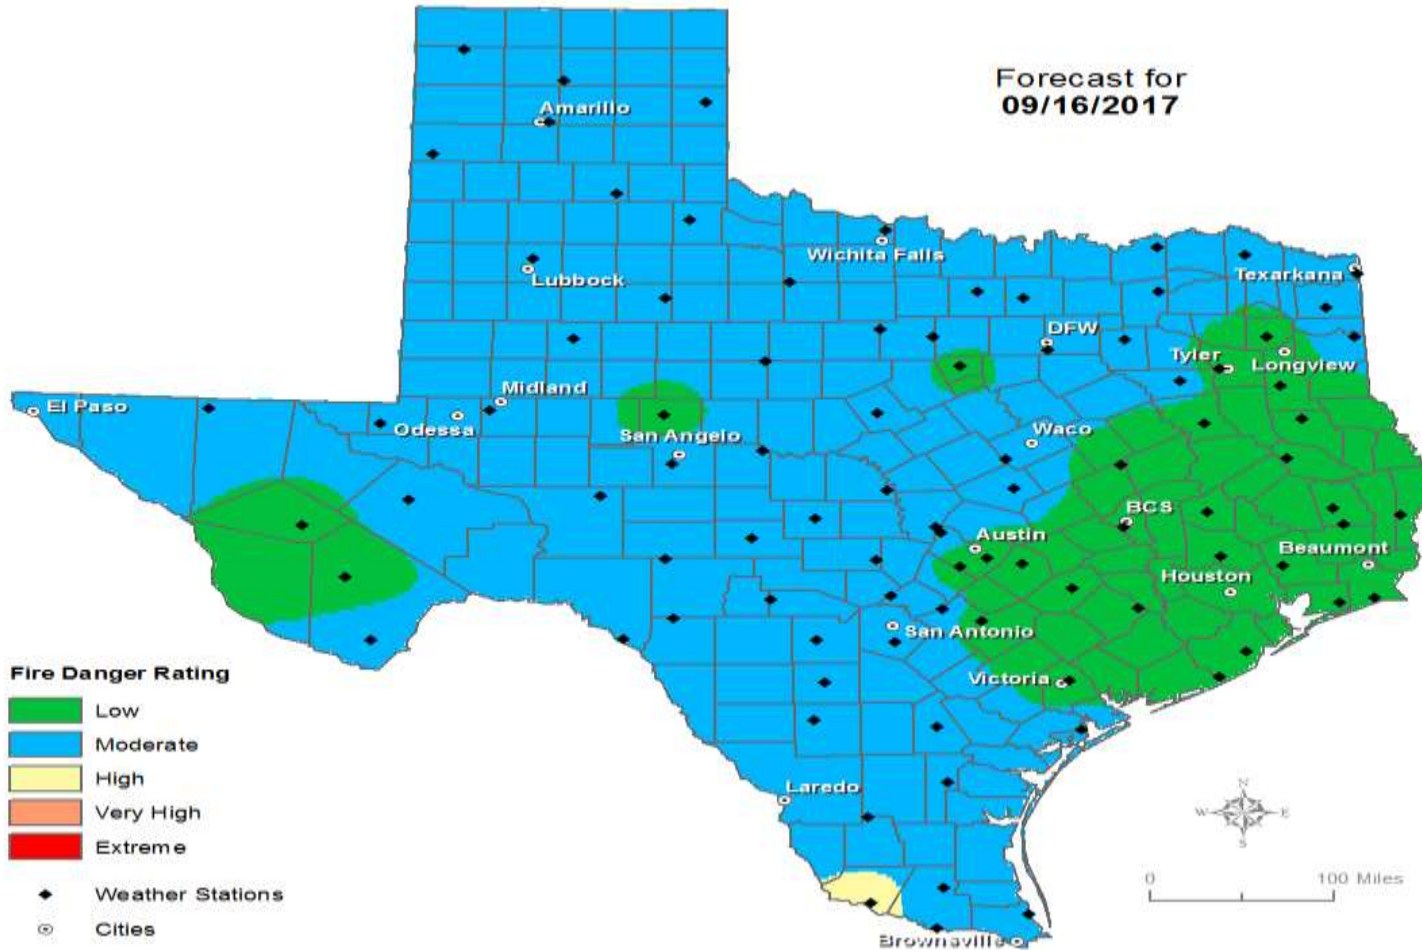 Forecast for
09/16/2017
Amarillo
Wichita Falls
Lubbock
Texarkana
DFW
Tyler
Longview
Midland
El Paso
Odessa
San Angelo
Waco
BCS
Austin
Beaumont
Houston
San Antonio
Victoria
Laredo
Brownsville
Fire Danger Rating
Low
Moderate
High
Very High
Extreme
Weather Stations
Cities
N
W
E
S
0
100 Miles